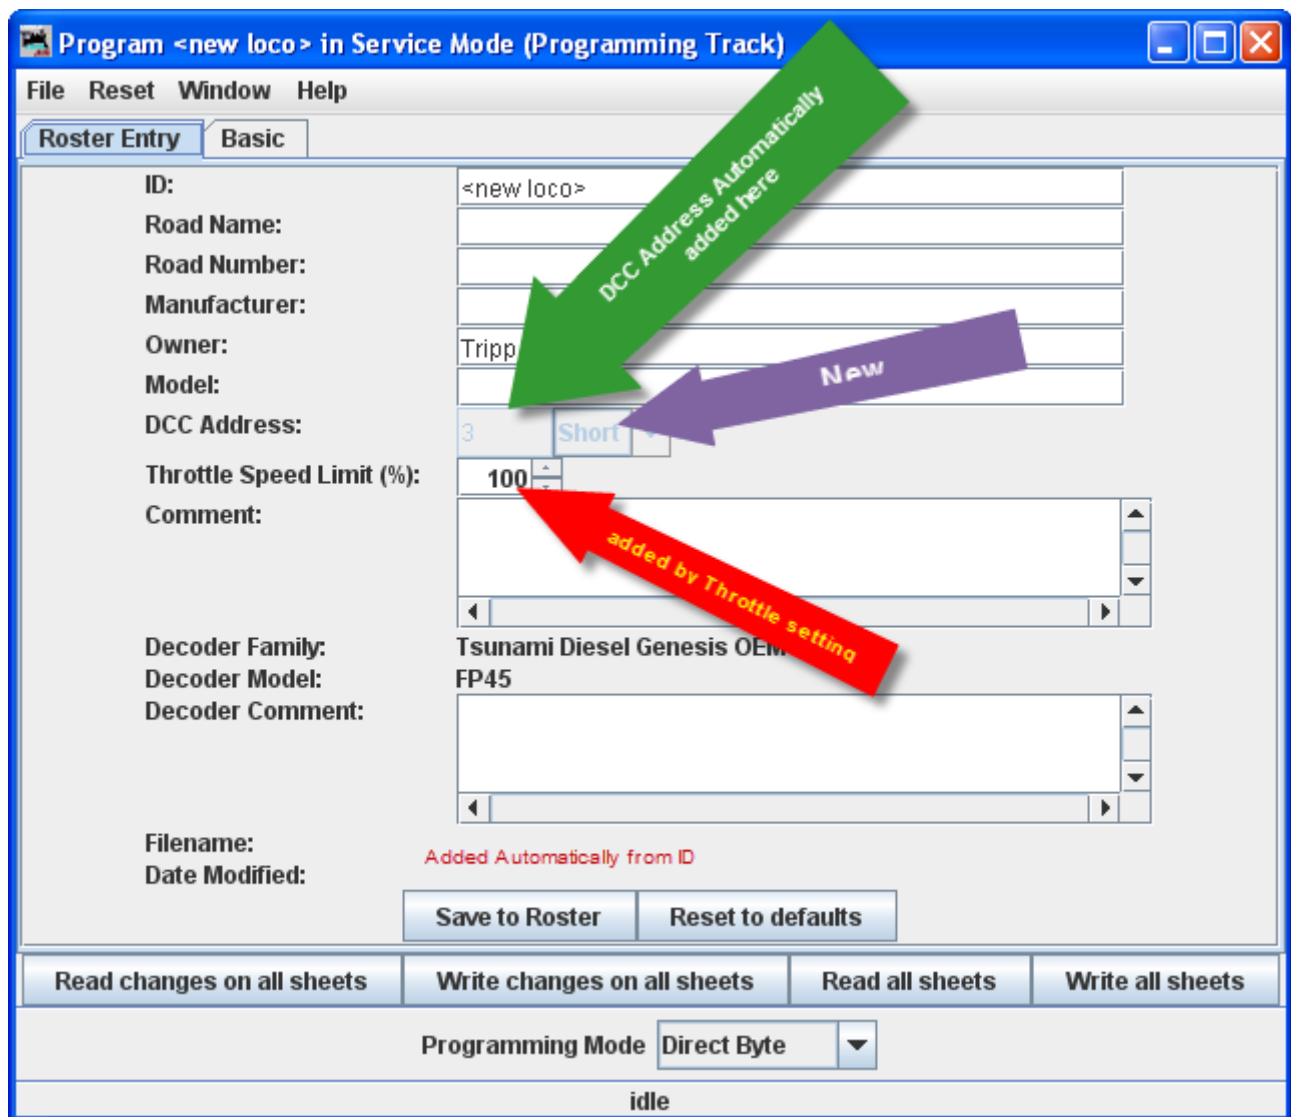 Program <new loco> in Service Mode (Programming Track)
File Reset Window Help
Roster Entry Basic
ID: <new loco>
Road Name:
Road Number:
Manufacturer:
Owner: Tripp
Model:
DCC Address: 3 Short
Throttle Speed Limit (%): 100
Comment:
DCC Address Automatically
added here
New
added by Throttle setting
Decoder Family: Tsunami Diesel Genesis OEM
Decoder Model: FP45
Decoder Comment:
Filename:
Added Automatically from ID
Date Modified:
Save to Roster Reset to defaults
Read changes on all sheets Write changes on all sheets Read all sheets Write all sheets
Programming Mode Direct Byte
idle